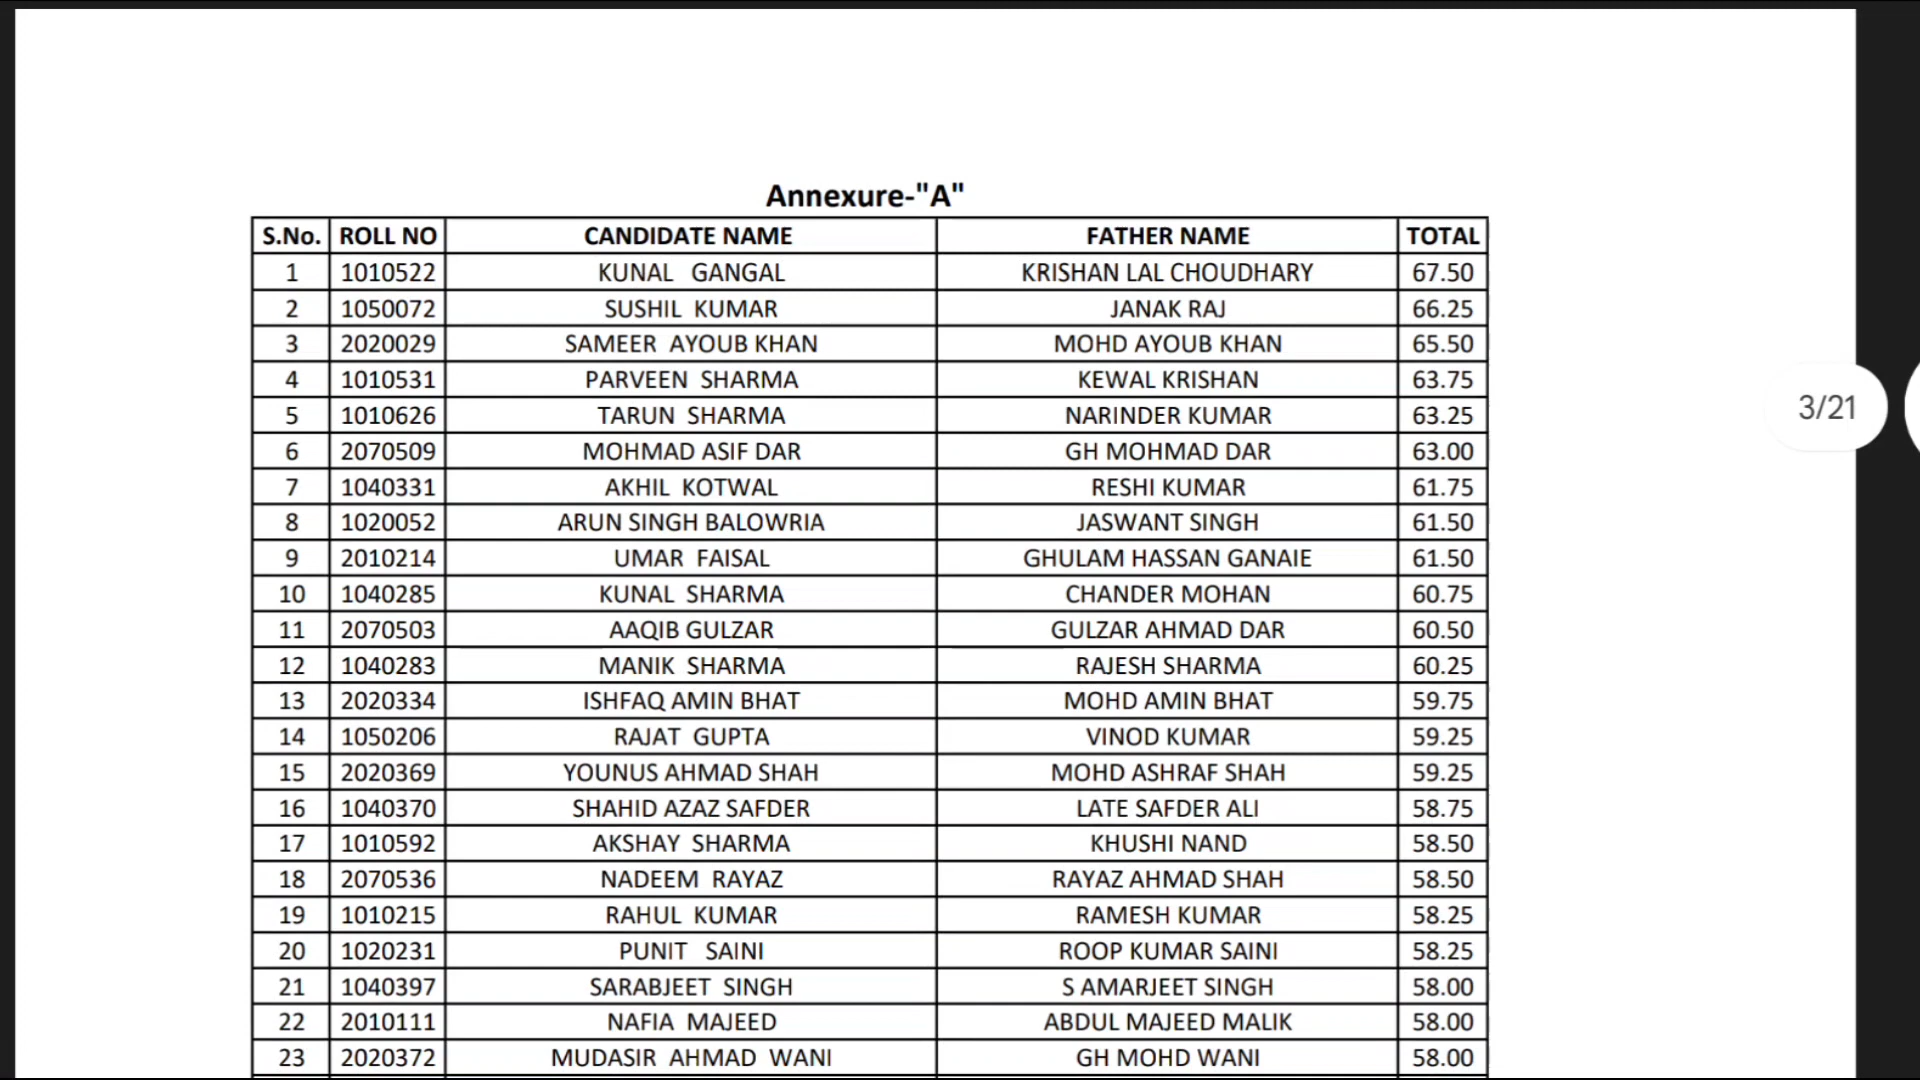 Annexure-"A"
S.No. ROLL NO CANDIDATE NAME FATHER NAME TOTAL
1 1010522 KUNAL GANGAL KRISHAN LAL CHOUDHARY 67.50
2 1050072 SUSHIL KUMAR JANAK RAJ 66.25
3 2020029 SAMEER AYOUB KHAN MOHD AYOUB KHAN 65.50
4 1010531 PARVEEN SHARMA KEWAL KRISHAN 63.75
3/21
5 1010626 TARUN SHARMA NARINDER KUMAR 63.25
6 2070509 MOHMAD ASIF DAR GH MOHMAD DAR 63.00
7 1040331 AKHIL KOTWAL RESHI KUMAR 61.75
8 1020052 ARUN SINGH BALOWRIA JASWANT SINGH 61.50
9 2010214 UMAR FAISAL GHULAM HASSAN GANAIE 61.50
10 1040285 KUNAL SHARMA CHANDER MOHAN 60.75
11 2070503 AAQIB GULZAR GULZAR AHMAD DAR 60.50
12 1040283 MANIK SHARMA RAJESH SHARMA 60.25
13 2020334 ISHFAQ AMIN BHAT MOHD AMIN BHAT 59.75
14 1050206 RAJAT GUPTA VINOD KUMAR 59.25
15 2020369 YOUNUS AHMAD SHAH MOHD ASHRAF SHAH 59.25
16 1040370 SHAHID AZAZ SAFDER LATE SAFDER ALI 58.75
17 1010592 AKSHAY SHARMA KHUSHI NAND 58.50
18 2070536 NADEEM RAYAZ RAYAZ AHMAD SHAH 58.50
19 1010215 RAHUL KUMAR RAMESH KUMAR 58.25
20 1020231 PUNIT SAINI ROOP KUMAR SAINI 58.25
21 1040397 SARABJEET SINGH S AMARJEET SINGH 58.00
22 2010111 NAFIA MAJEED ABDUL MAJEED MALIK 58.00
23 2020372 MUDASIR AHMAD WANI GH MOHD WANI 58.00